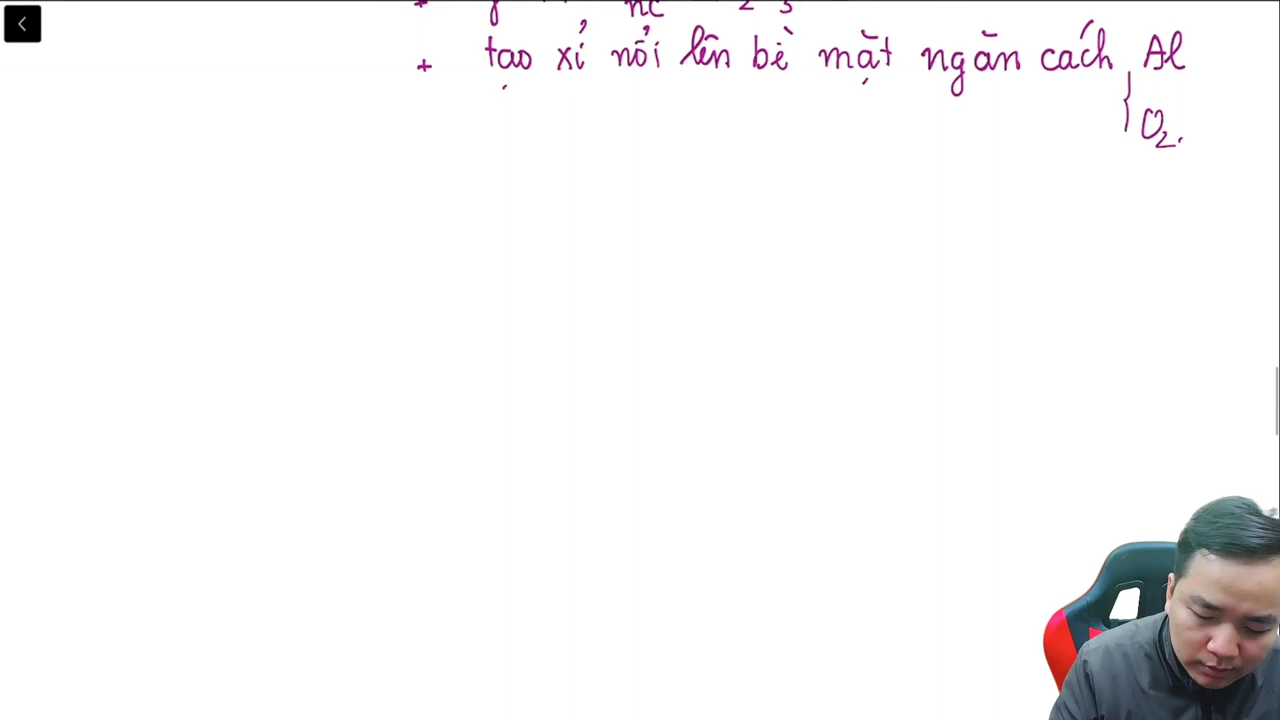 + tạo xỉ nổi lên bề mặt ngăn cách { Al
O₂.